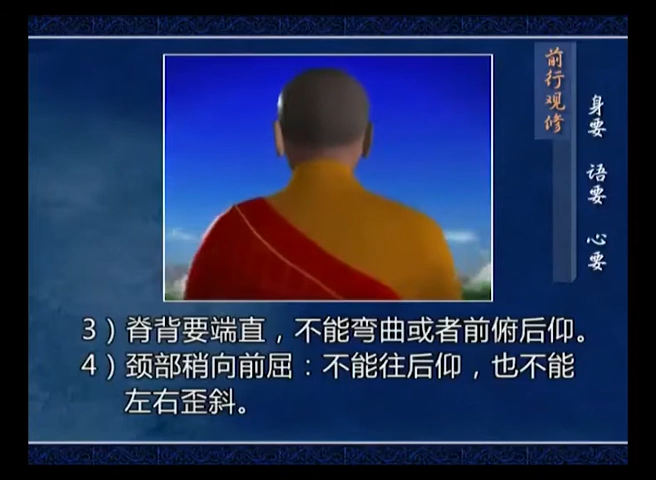 前行观修
身要 语要 心要
3）脊背要端直，不能弯曲或者前俯后仰。
4）颈部稍向前屈：不能往后仰，也不能
左右歪斜。